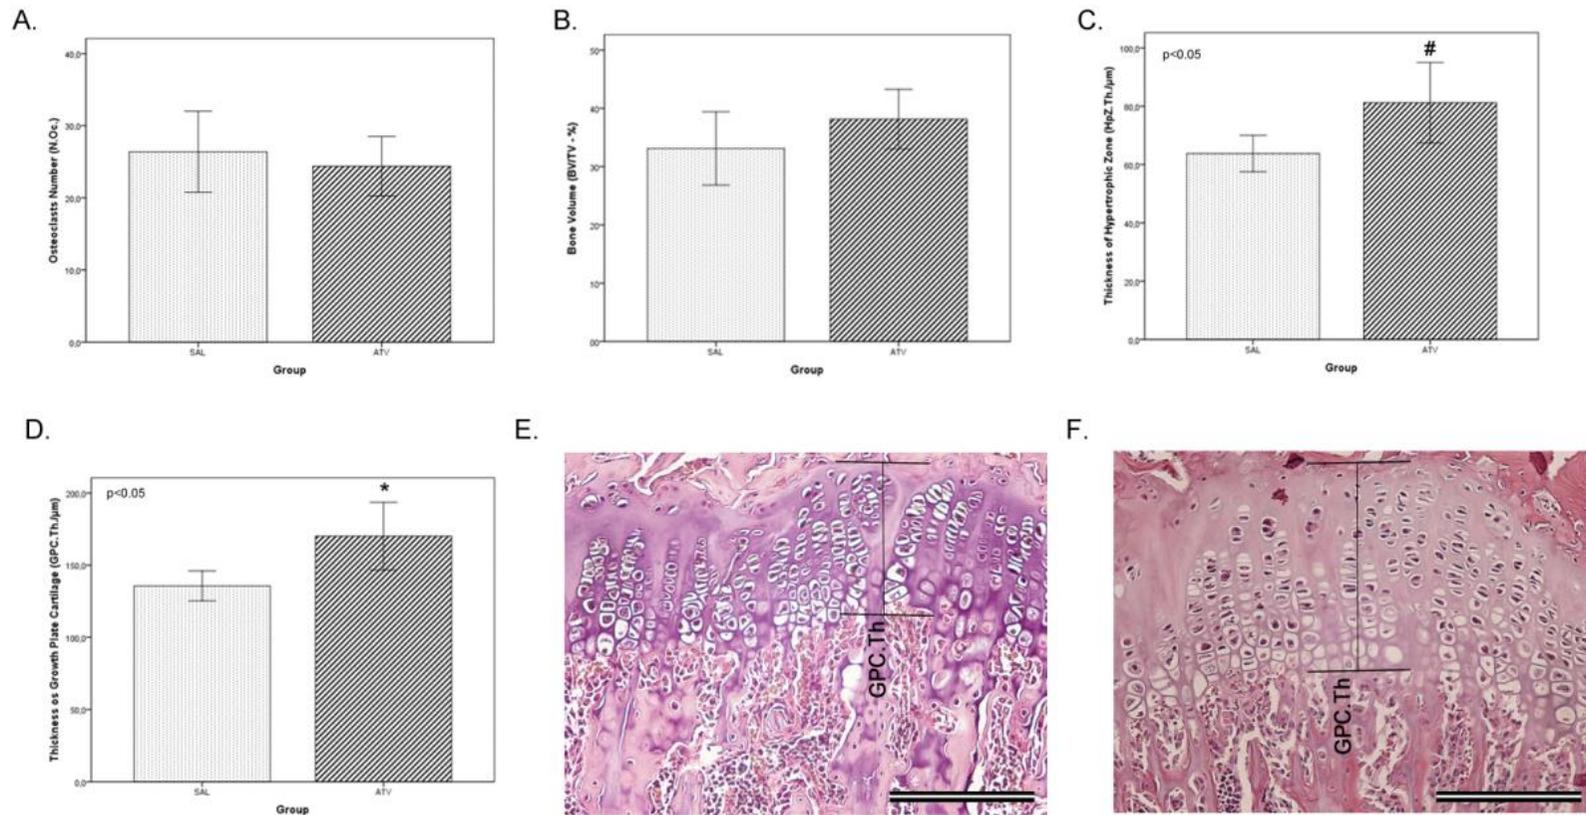 A.
Osteoclasts Number (N.Oc.)
40,0
30,0
20,0
10,0
0,0
SAL
ATV
Group
B.
Bone Volume (BV/TV - %)
50
40
30
20
10
00
SAL
ATV
Group
C.
Thickness of Hypertrophic Zone (HpZ.Th./µm)
p<0.05
#
100,0
80,0
60,0
40,0
20,0
0,0
SAL
ATV
Group
D.
Thickness os Growth Plate Cartilage (GPC.Th./µm)
p<0.05
*
200,0
150,0
100,0
50,0
0,0
SAL
ATV
Group
E.
GPC.Th
F.
GPC.Th